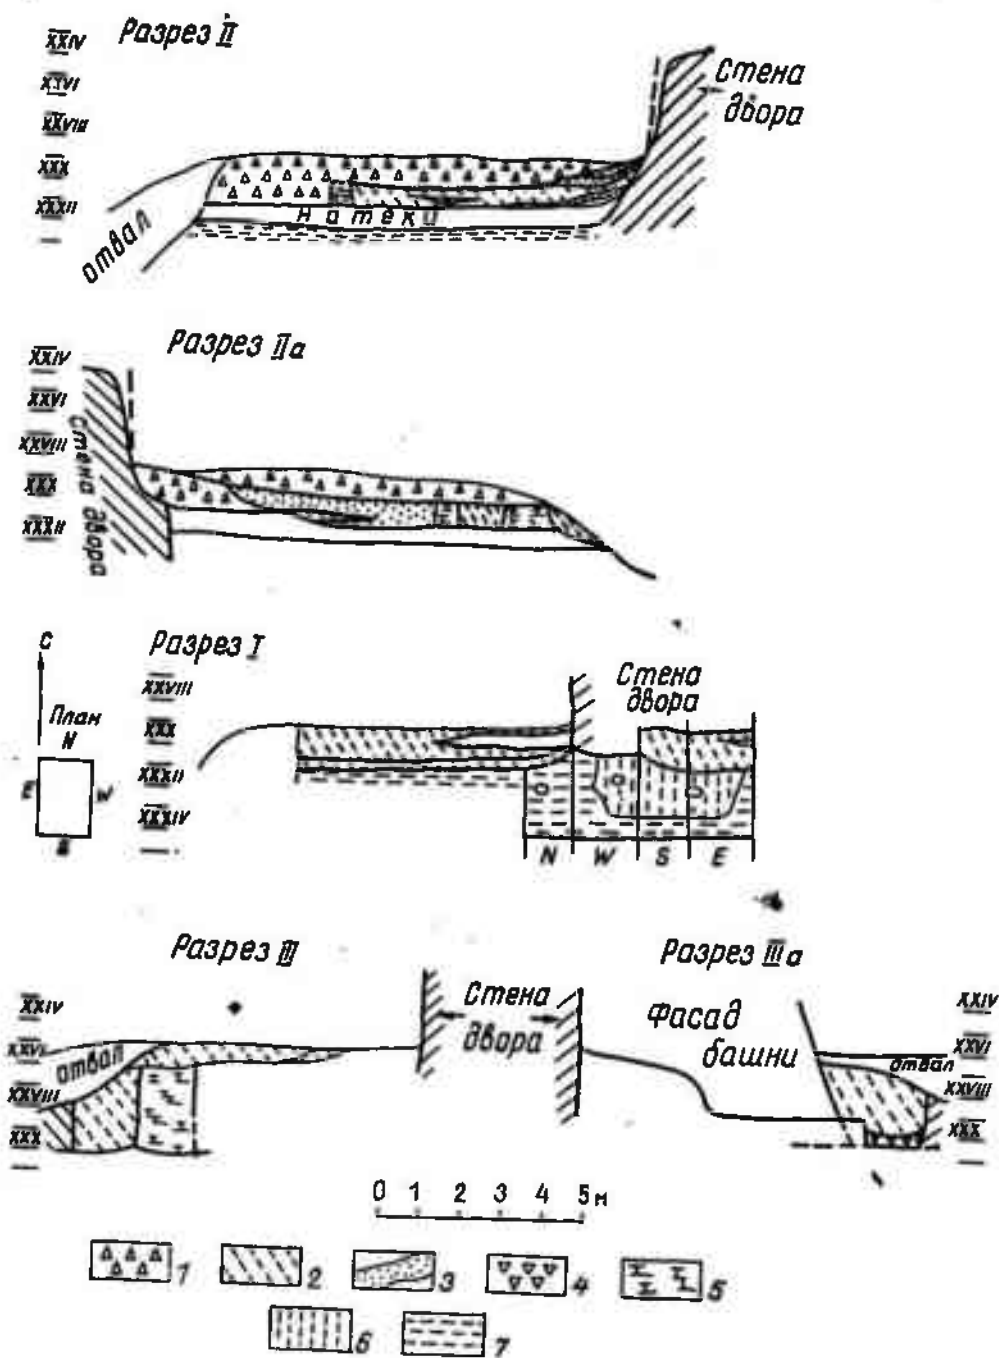 Разрез II
XXIV
XXVI
XXVIII
XXX
XXXII
Стена
двора
отвал
Натеки
Разрез IIа
XXIV
XXVI
XXVIII
XXX
XXXII
Стена двора
С
План
N
E
W
Разрез I
XXVIII
XXX
XXXII
XXXIV
Стена
двора
N W S E
Разрез III
XXIV
XXVI
XXVIII
XXX
отвал
Стена
двора
Разрез IIIа
Фасад
башни
отвал
XXIV
XXVI
XXVIII
XXX
0 1 2 3 4 5 м
1 2 3 4 5
6 7